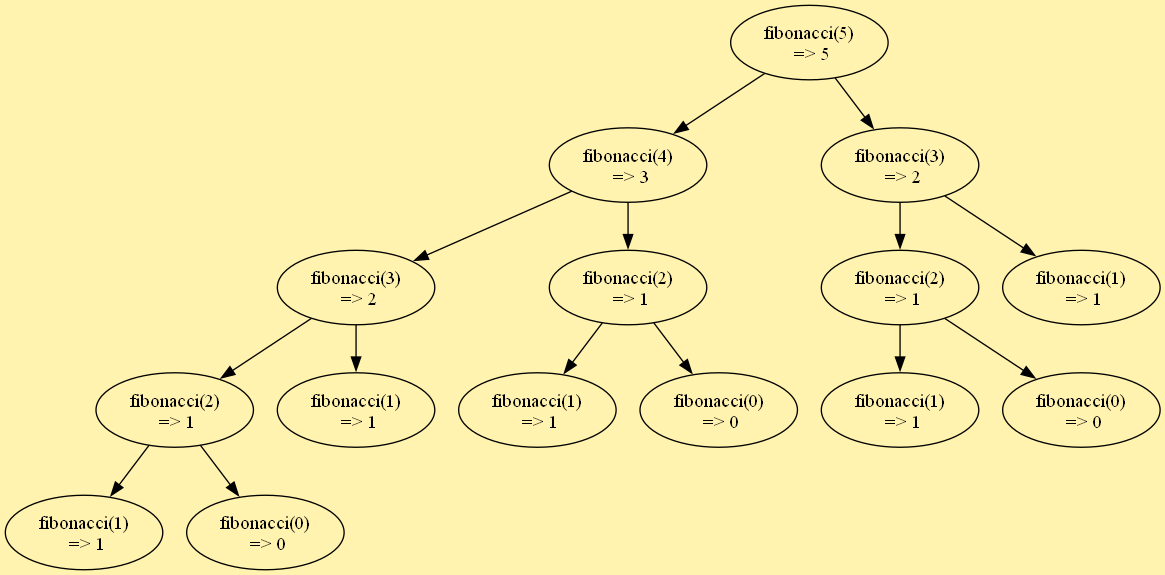 fibonacci(5)
=> 5
fibonacci(4)
=> 3
fibonacci(3)
=> 2
fibonacci(3)
=> 2
fibonacci(2)
=> 1
fibonacci(2)
=> 1
fibonacci(1)
=> 1
fibonacci(2)
=> 1
fibonacci(1)
=> 1
fibonacci(1)
=> 1
fibonacci(0)
=> 0
fibonacci(1)
=> 1
fibonacci(0)
=> 0
fibonacci(1)
=> 1
fibonacci(0)
=> 0